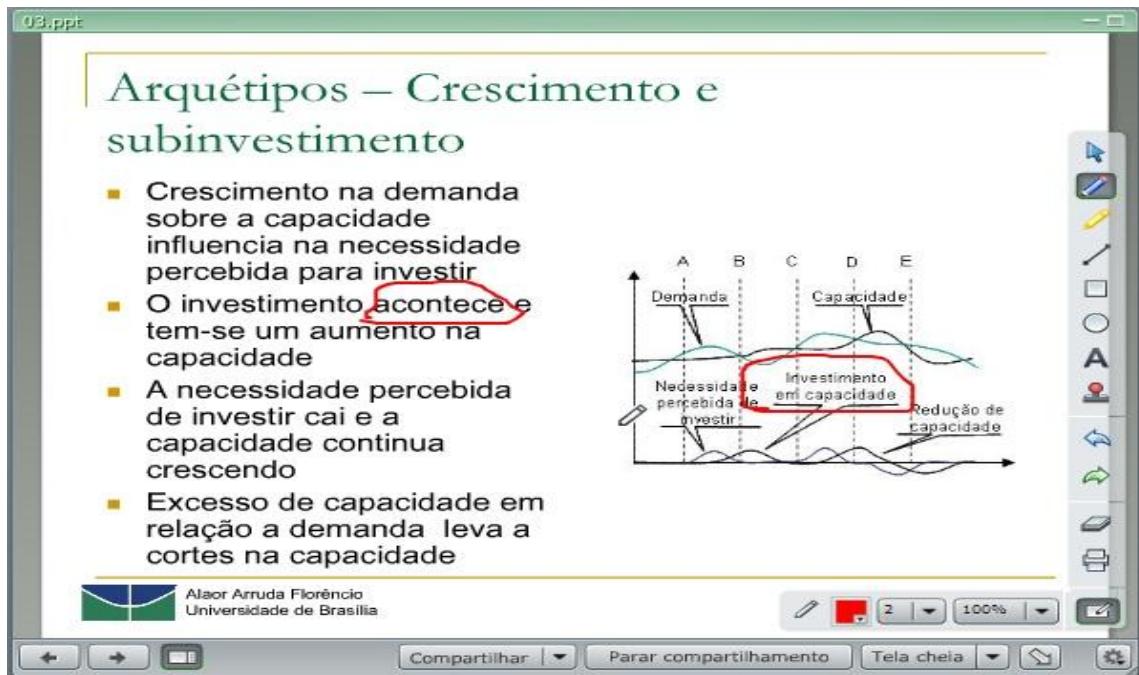 03.ppt
Arquétipos – Crescimento e
subinvestimento
Crescimento na demanda
sobre a capacidade
influencia na necessidade
percebida para investir
O investimento acontece e
tem-se um aumento na
capacidade
A necessidade percebida
de investir cai e a
capacidade continua
crescendo
Excesso de capacidade em
relação a demanda leva a
cortes na capacidade
A B C D E
Demanda
Capacidade
Necessidade
percebida de
investir
Investimento
em capacidade
Redução de
capacidade
Alaor Arruda Florêncio
Universidade de Brasília
A
2
100%
Compartilhar
Parar compartilhamento
Tela cheia